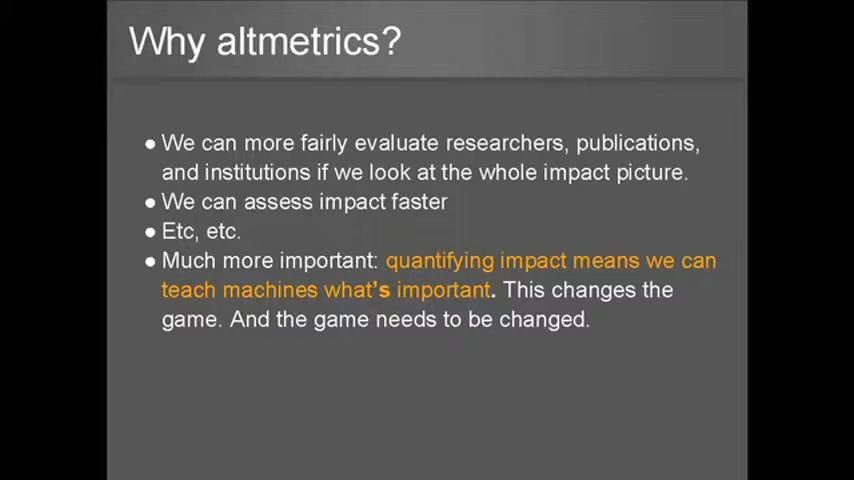 Why altmetrics?
● We can more fairly evaluate researchers, publications,
and institutions if we look at the whole impact picture.
● We can assess impact faster
● Etc, etc.
● Much more important: quantifying impact means we can
teach machines what's important. This changes the
game. And the game needs to be changed.